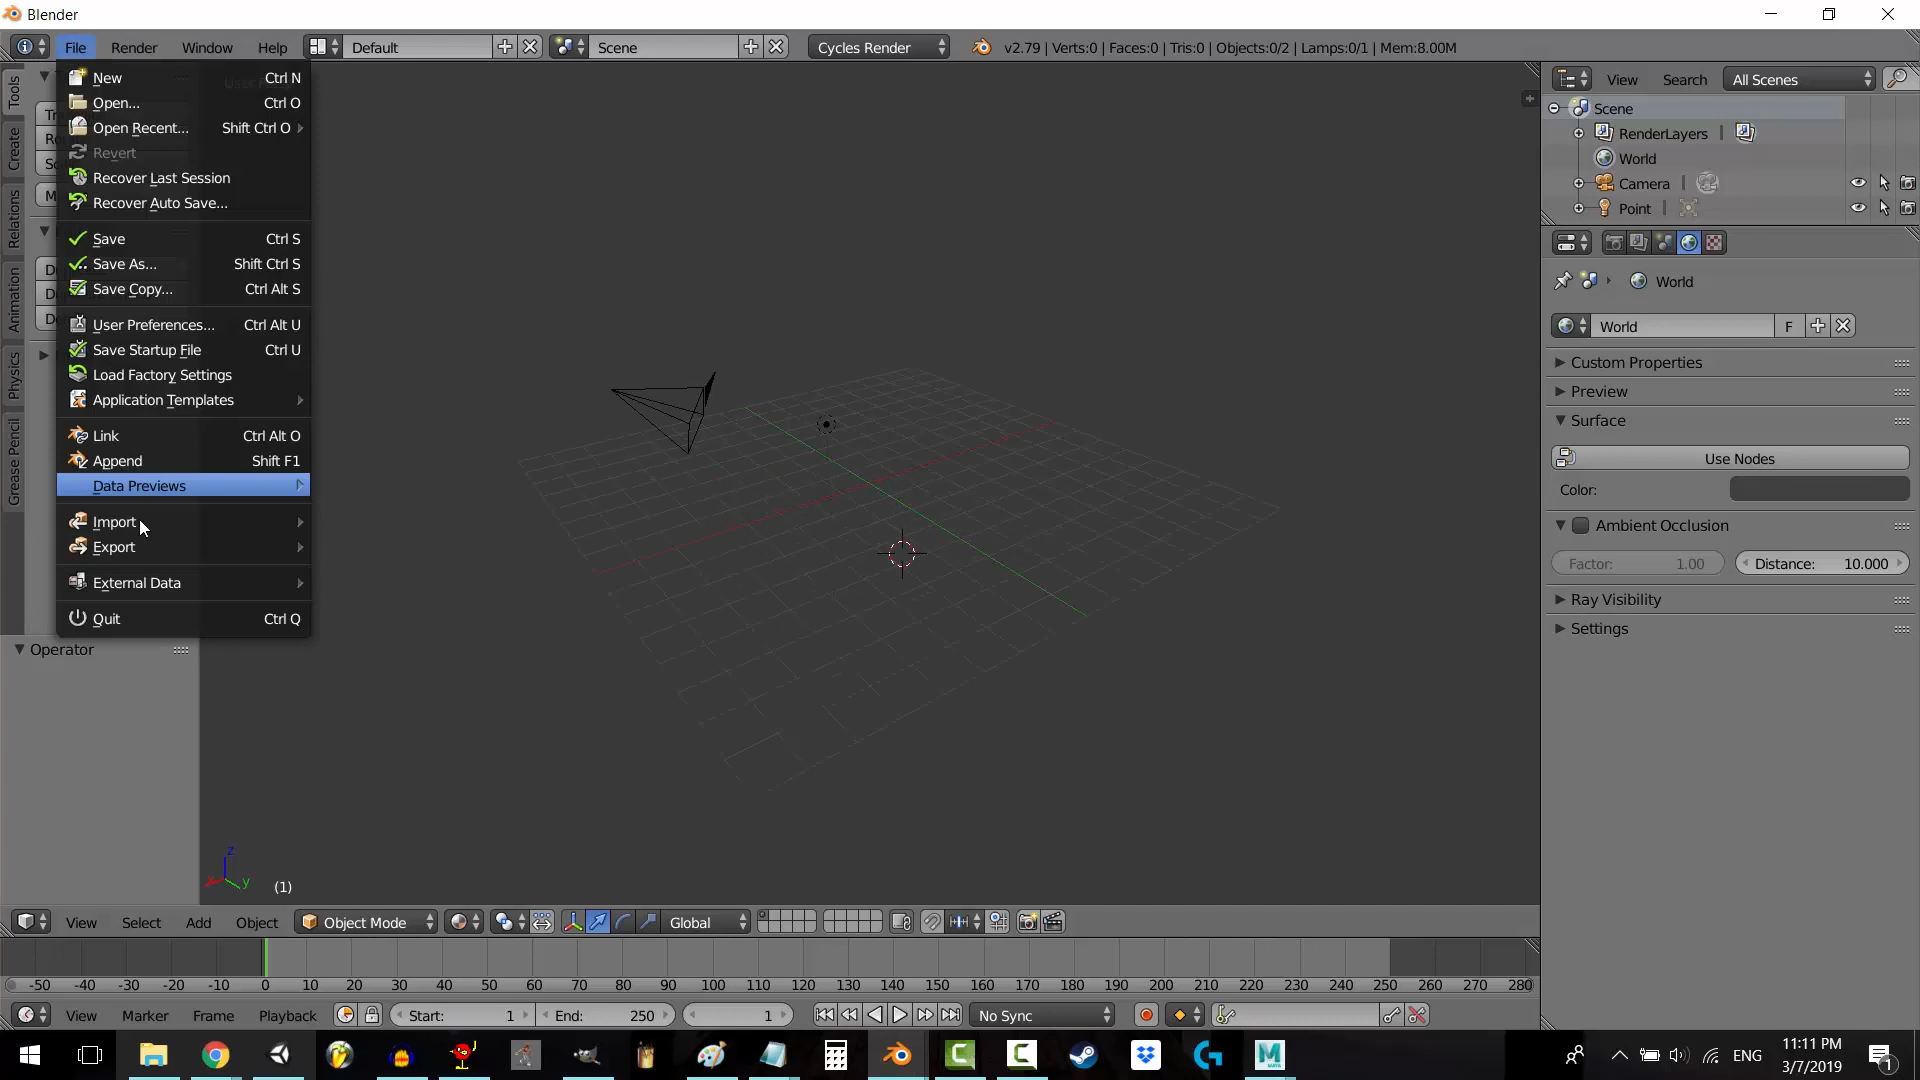 Blender
File Render Window Help Default Scene Cycles Render v2.79 | Verts:0 | Faces:0 | Tris:0 | Objects:0/2 | Lamps:0/1 | Mem:8.00M
New Ctrl N
Open... Ctrl O
Open Recent... Shift Ctrl O
Revert
Recover Last Session
Recover Auto Save...
Save Ctrl S
Save As... Shift Ctrl S
Save Copy... Ctrl Alt S
User Preferences... Ctrl Alt U
Save Startup File Ctrl U
Load Factory Settings
Application Templates
Link Ctrl Alt O
Append Shift F1
Data Previews
Import
Export
External Data
Quit Ctrl Q
Tools
Create
Relations
Animation
Physics
Grease Pencil
Operator
(1)
z
x
y
View Search All Scenes
Scene
RenderLayers |
World
Camera |
Point |
World
World F
Custom Properties
Preview
Surface
Use Nodes
Color:
Ambient Occlusion
Factor: 1.00 Distance: 10.000
Ray Visibility
Settings
View Select Add Object Object Mode Global
-50 -40 -30 -20 -10 0 10 20 30 40 50 60 70 80 90 100 110 120 130 140 150 160 170 180 190 200 210 220 230 240 250 260 270 280
View Marker Frame Playback Start: 1 End: 250 1 No Sync
ENG 11:11 PM
3/7/2019
1